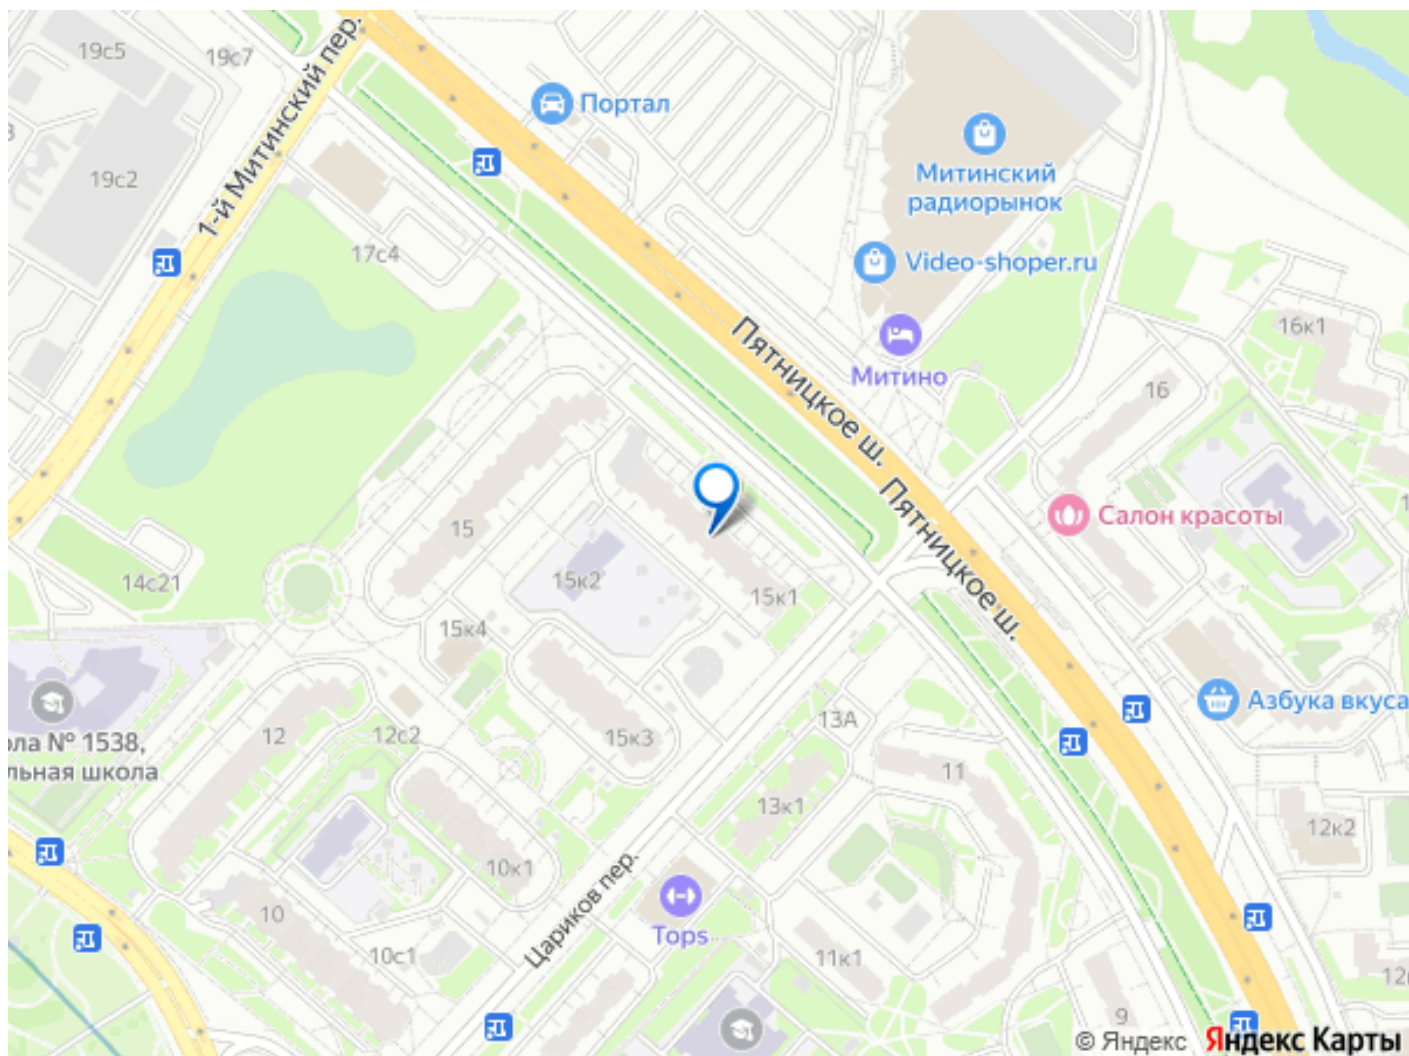 19с5
19с7
1-й Митинский пер.
Портал
19с2
Митинский
радиорынок
17с4
Video-shoper.ru
Пятницкое ш.
16к1
Митино
16
Пятницкое ш.
Салон красоты
15
15к2
14с21
15к1
15к4
Азбука вкуса
13А
12
12с2
15к3
ола № 1538,
льная школа
11
13к1
12к2
10к1
Цариков пер.
10
Tops
10с1
11к1
9
© Яндекс
Яндекс Карты